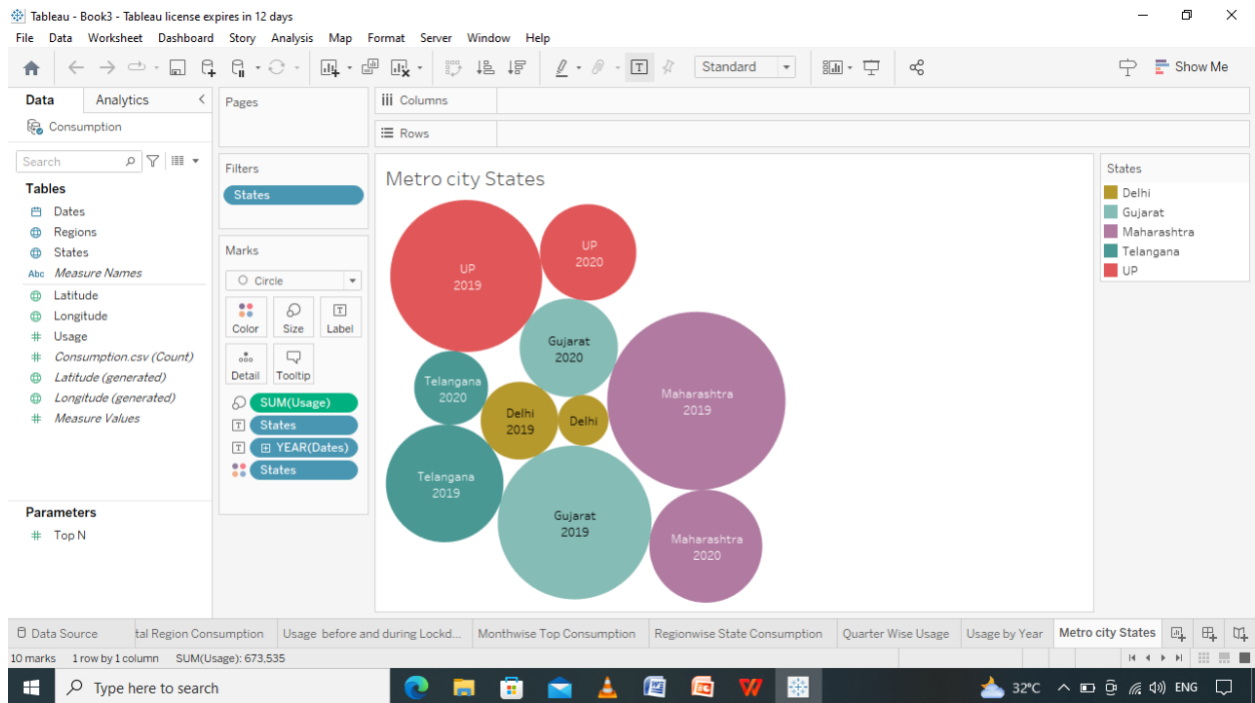 Tableau - Book3 - Tableau license expires in 12 days
File Data Worksheet Dashboard Story Analysis Map Format Server Window Help
Standard
Show Me
Data Analytics
Consumption
Search
Tables
Dates
Regions
States
Abc Measure Names
Latitude
Longitude
# Usage
# Consumption.csv (Count)
Latitude (generated)
Longitude (generated)
# Measure Values
Parameters
# Top N
Pages
Filters
States
Marks
Circle
Color Size Label
Detail Tooltip
SUM(Usage)
States
YEAR(Dates)
States
Columns
Rows
Metro city States
UP
2019
UP
2020
Gujarat
2020
Telangana
2020
Delhi
2019
Delhi
Maharashtra
2019
Telangana
2019
Gujarat
2019
Maharashtra
2020
States
Delhi
Gujarat
Maharashtra
Telangana
UP
Data Source tal Region Consumption Usage before and during Lockd... Monthwise Top Consumption Regionwise State Consumption Quarter Wise Usage Usage by Year Metro city States
10 marks 1 row by 1 column SUM(Usage): 673,535
Type here to search
32°C ENG